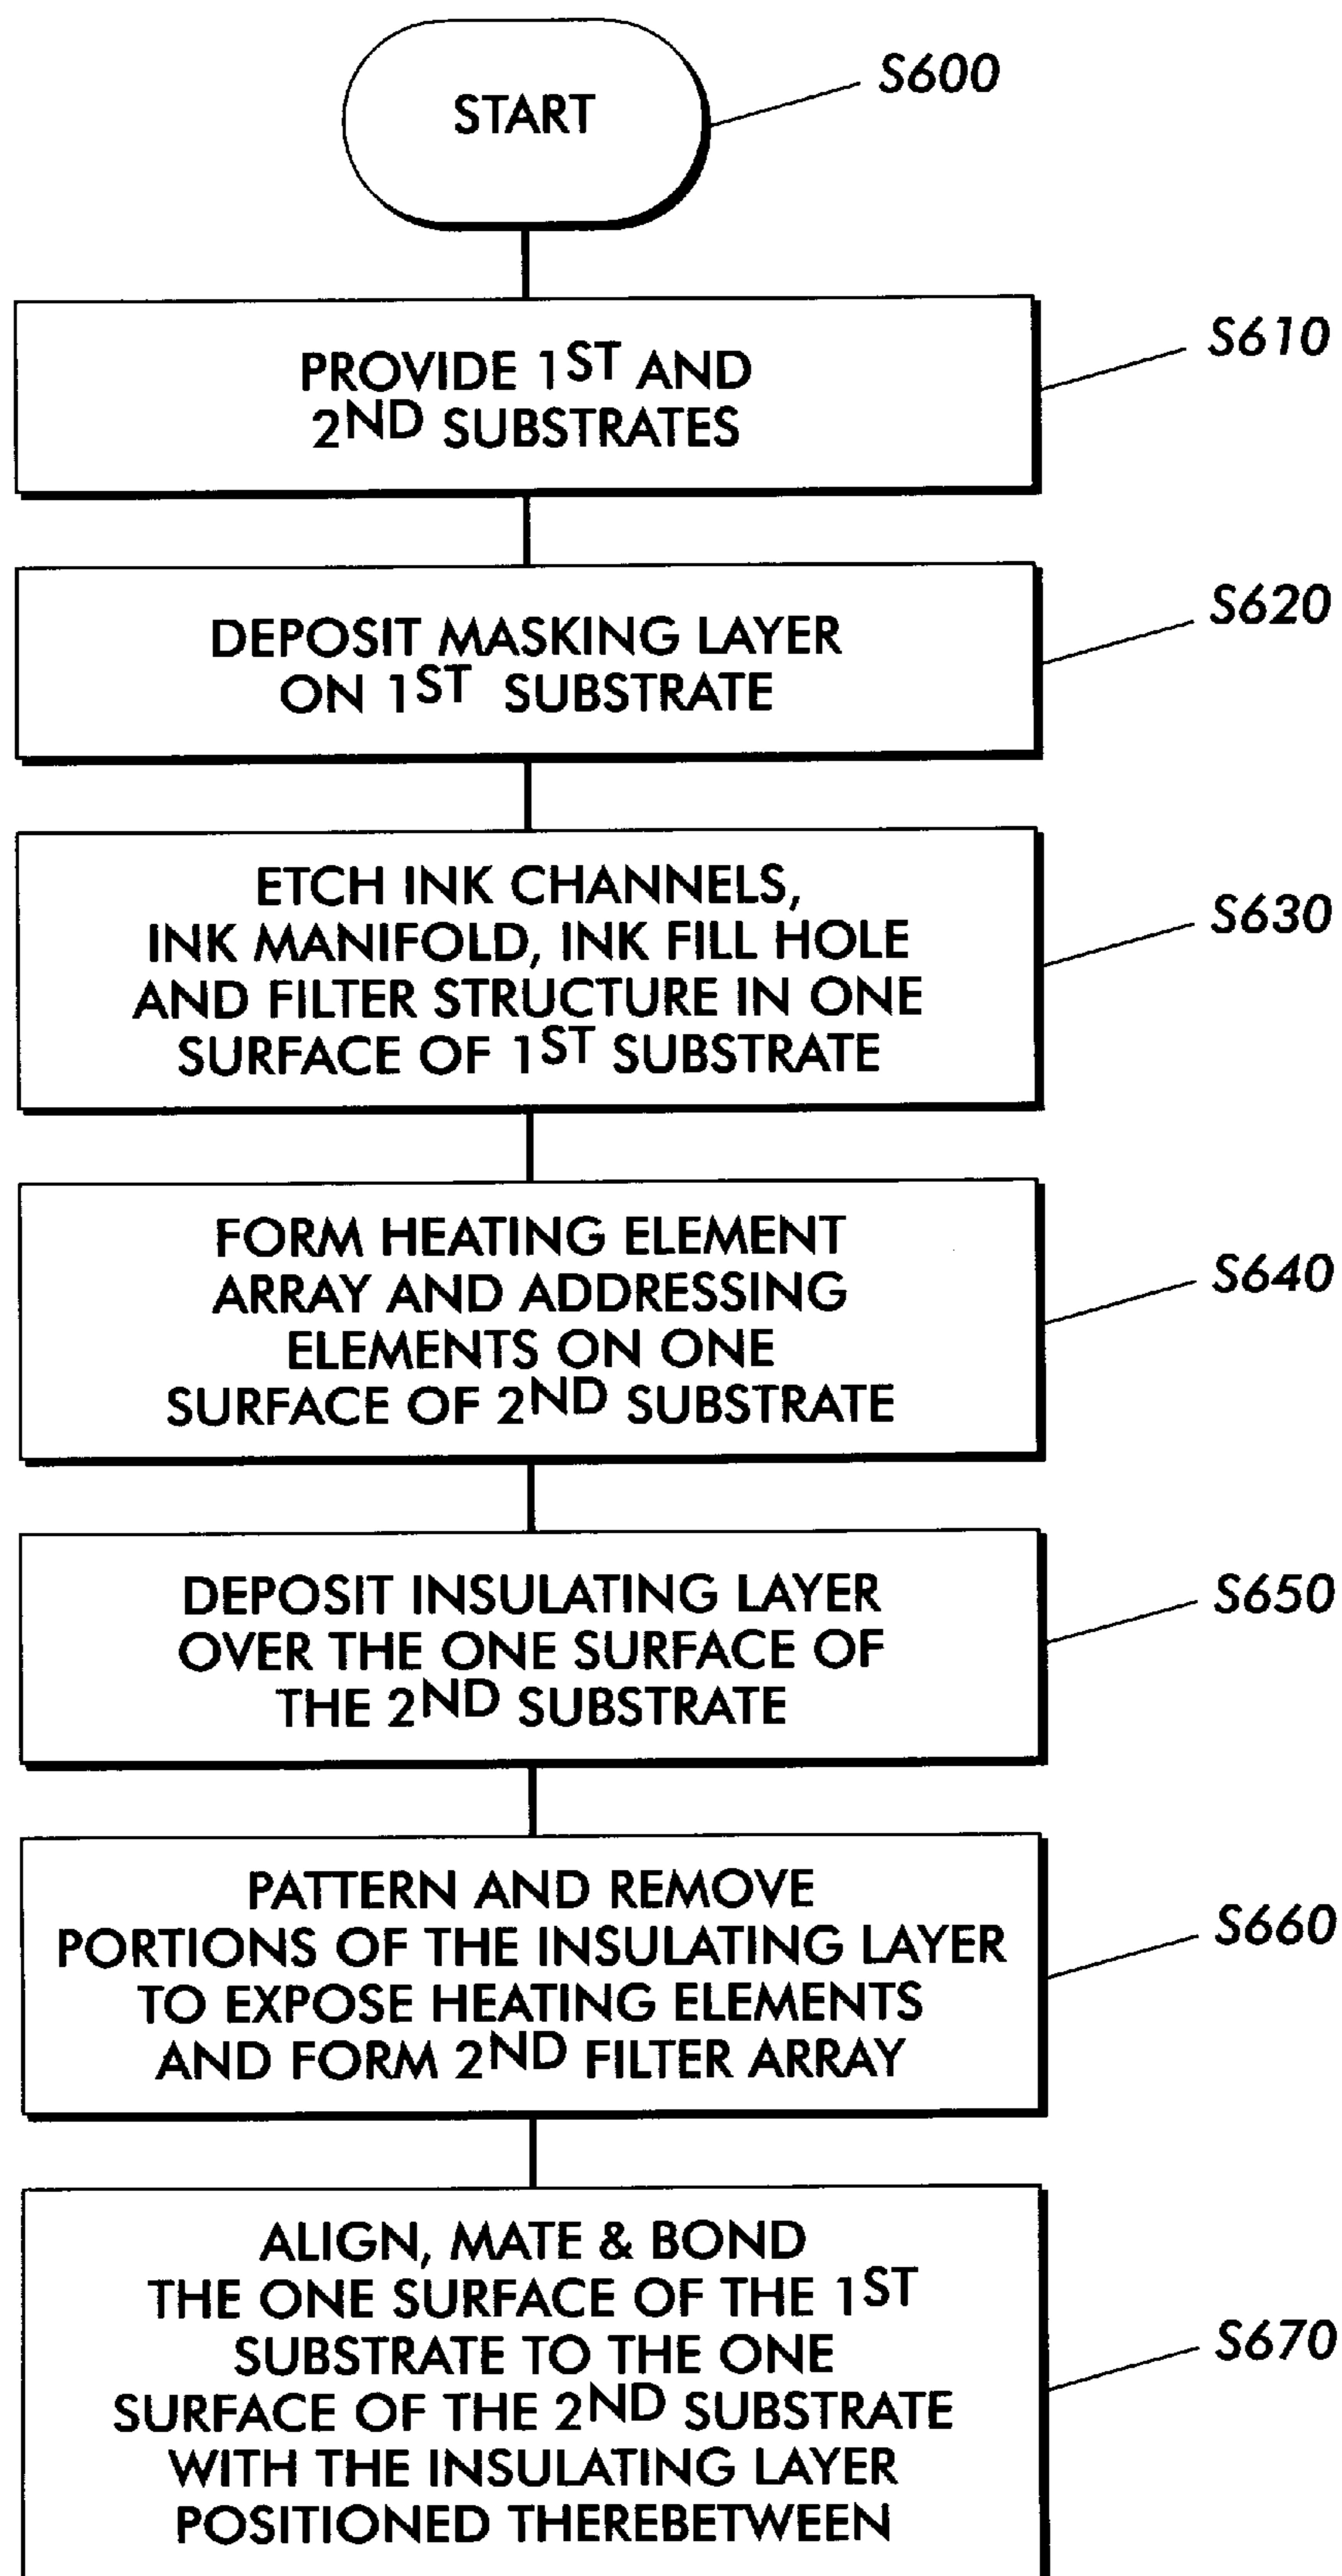 START
S600
PROVIDE 1ST AND
2ND SUBSTRATES
S610
DEPOSIT MASKING LAYER
ON 1ST SUBSTRATE
S620
ETCH INK CHANNELS,
INK MANIFOLD, INK FILL HOLE
AND FILTER STRUCTURE IN ONE
SURFACE OF 1ST SUBSTRATE
S630
FORM HEATING ELEMENT
ARRAY AND ADDRESSING
ELEMENTS ON ONE
SURFACE OF 2ND SUBSTRATE
S640
DEPOSIT INSULATING LAYER
OVER THE ONE SURFACE OF
THE 2ND SUBSTRATE
S650
PATTERN AND REMOVE
PORTIONS OF THE INSULATING LAYER
TO EXPOSE HEATING ELEMENTS
AND FORM 2ND FILTER ARRAY
S660
ALIGN, MATE & BOND
THE ONE SURFACE OF THE 1ST
SUBSTRATE TO THE ONE
SURFACE OF THE 2ND SUBSTRATE
WITH THE INSULATING LAYER
POSITIONED THEREBETWEEN
S670